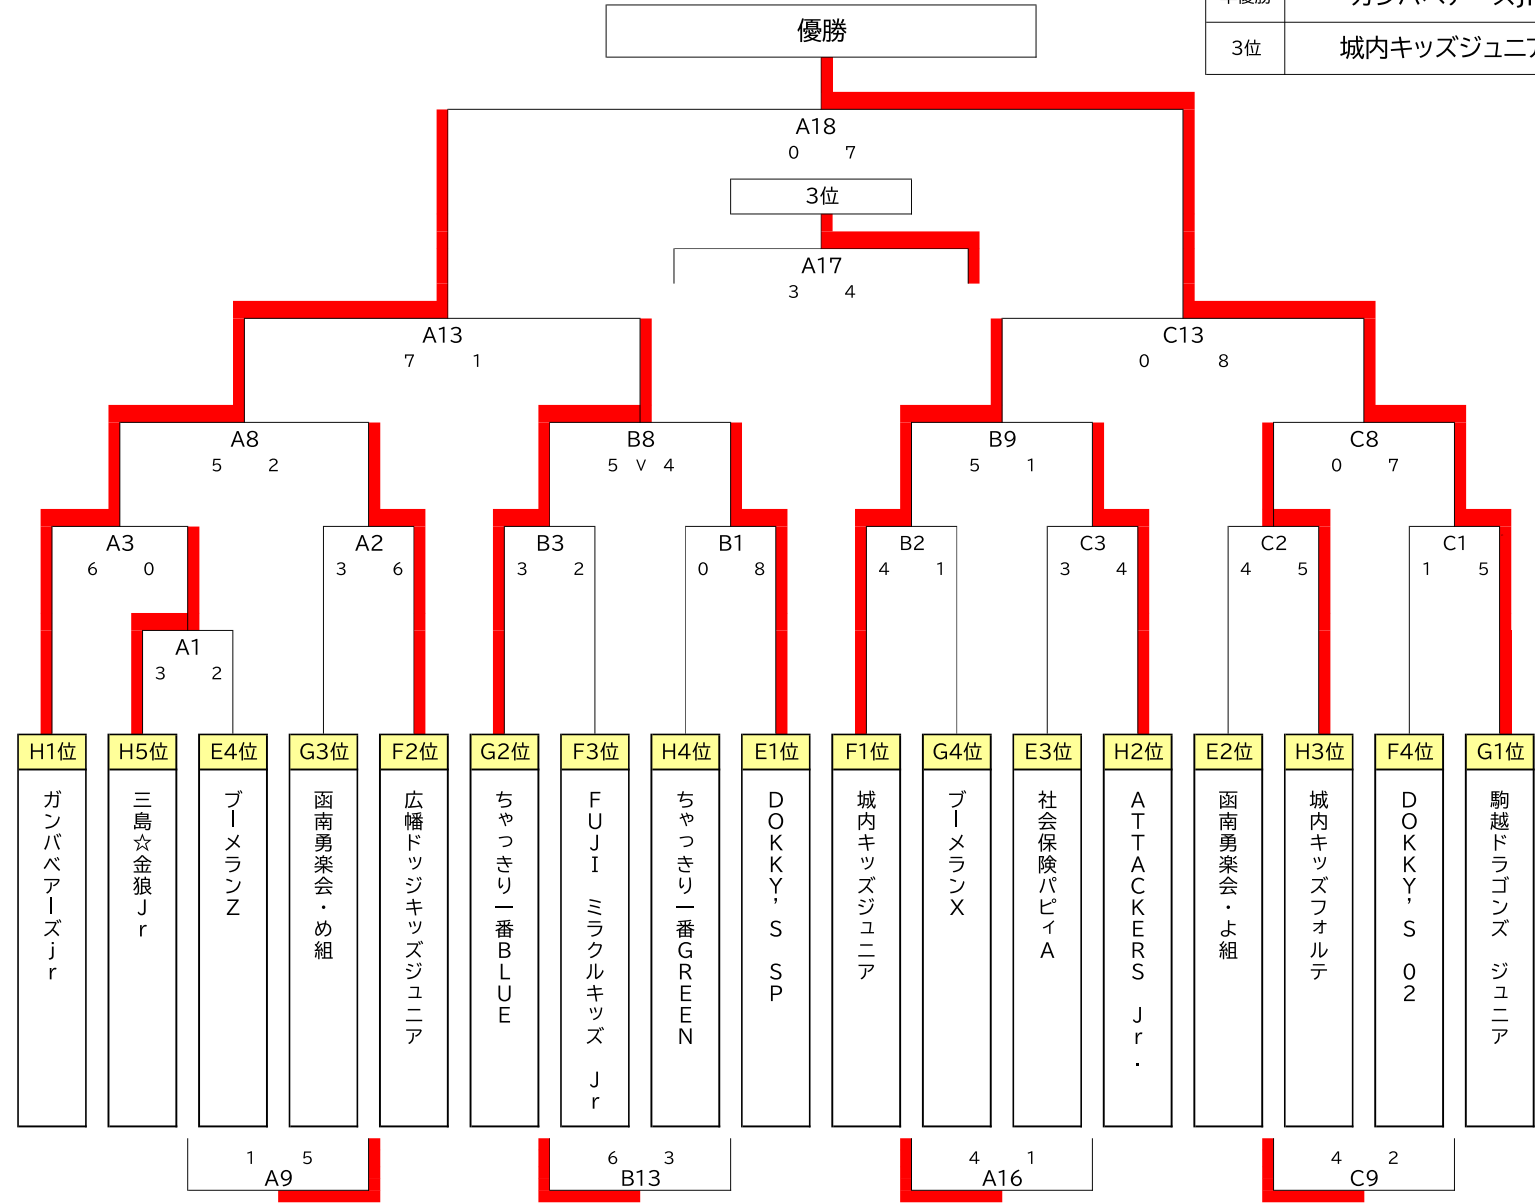 優勝
3位 城内キッズジュニア
A18
0 7
3位
A17
3 4
A13
7 1
C13
0 8
A8
5 2
B8
5 V 4
B9
5 1
C8
0 7
A3
6 0
A2
3 6
B3
3 2
B1
0 8
B2
4 1
C3
3 4
C2
4 5
C1
1 5
A1
3 2
H1位
H5位
E4位
G3位
F2位
G2位
F3位
H4位
E1位
F1位
G4位
E3位
H2位
E2位
H3位
F4位
G1位
ガンバベアーズjr
三島☆金狼Jr
ブーメランZ
函南勇楽会・め組
広幡ドッジキッズジュニア
ちゃっきり一番BLUE
FUJI ミラクルキッズ Jr
ちゃっきり一番GREEN
DOKKY'S SP
城内キッズジュニア
ブーメランX
社会保険パピィA
ATTACKERS Jr.
函南勇楽会・よ組
城内キッズフォルテ
DOKKY'S 02
駒越ドラゴンズ ジュニア
1 5
A9
6 3
B13
4 1
A16
4 2
C9